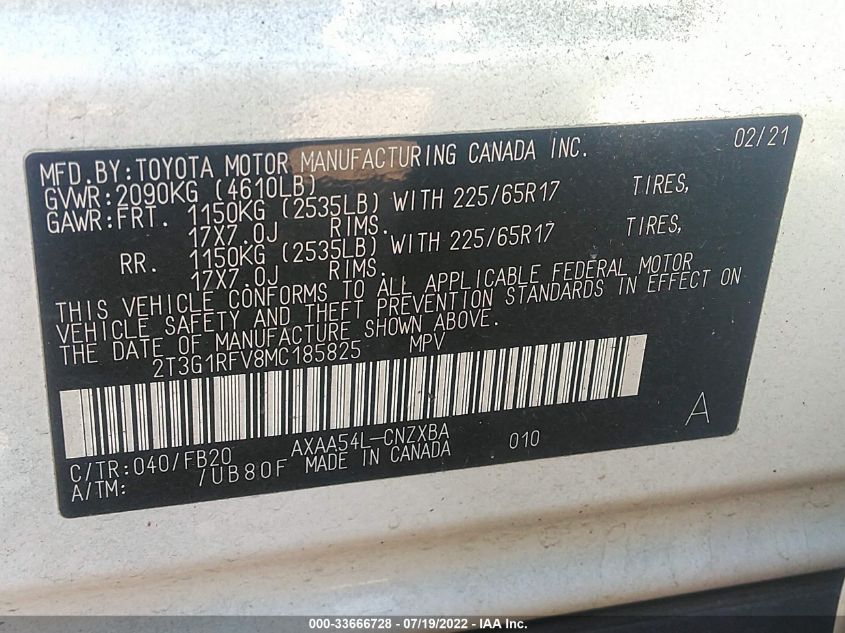 MFD.BY:TOYOTA MOTOR MANUFACTURING CANADA INC. 02/21
GVWR:2090KG (4610LB)
GAWR:FRT. 1150KG (2535LB) WITH 225/65R17 TIRES,
17X7.0J RIMS.
RR. 1150KG (2535LB) WITH 225/65R17 TIRES,
17X7.0J RIMS.
THIS VEHICLE CONFORMS TO ALL APPLICABLE FEDERAL MOTOR
VEHICLE SAFETY AND THEFT PREVENTION STANDARDS IN EFFECT ON
THE DATE OF MANUFACTURE SHOWN ABOVE.
2T3G1RFV8MC185825 MPV
A
C/TR:040/FB20 AXAA54L-CNZXBA 010
A/TM: /UB80F MADE IN CANADA
000-33666728 - 07/19/2022 - IAA Inc.